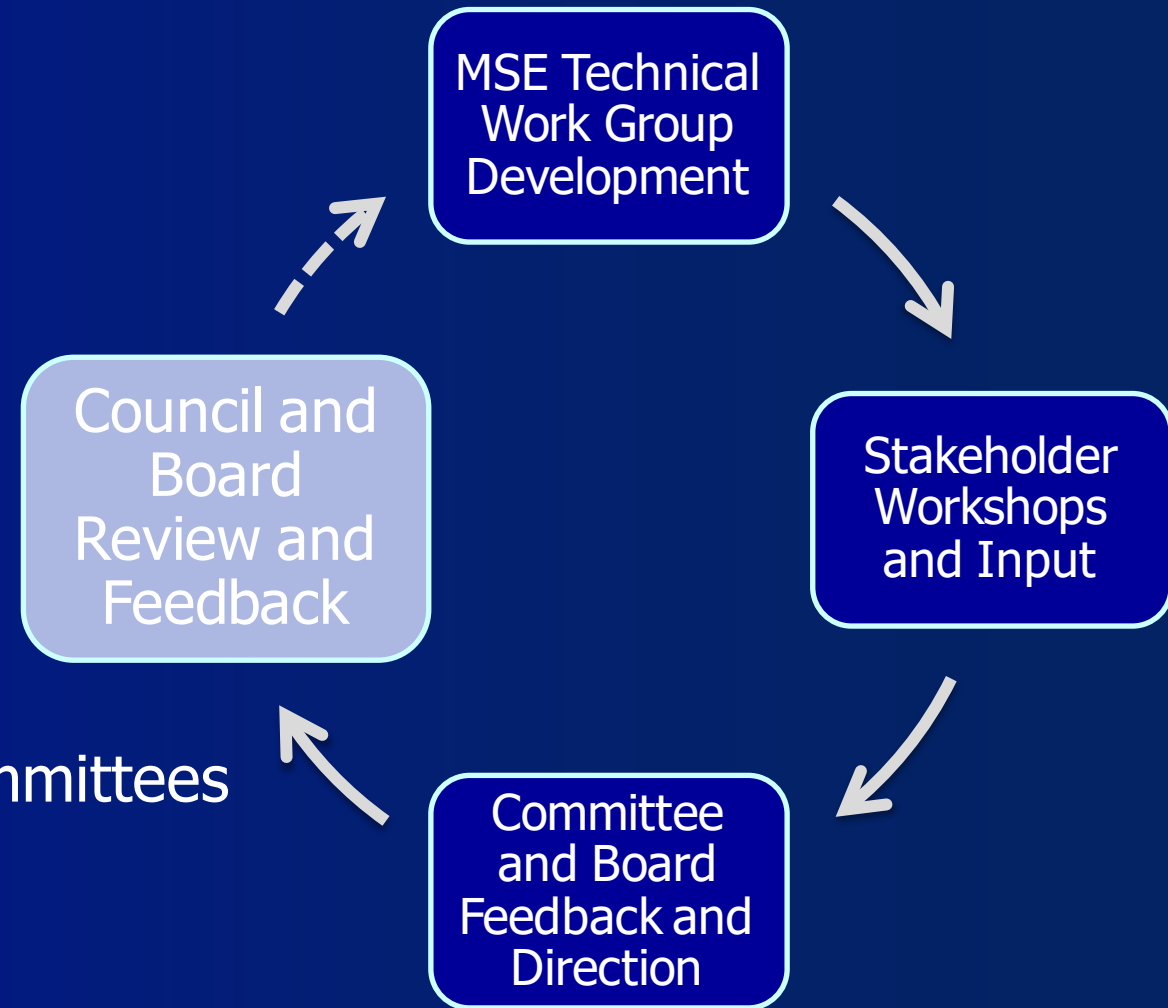 MSE Technical
Work Group
Development
Council and
Board
Review and
Feedback
Stakeholder
Workshops
and Input
Committee
and Board
Feedback and
Direction